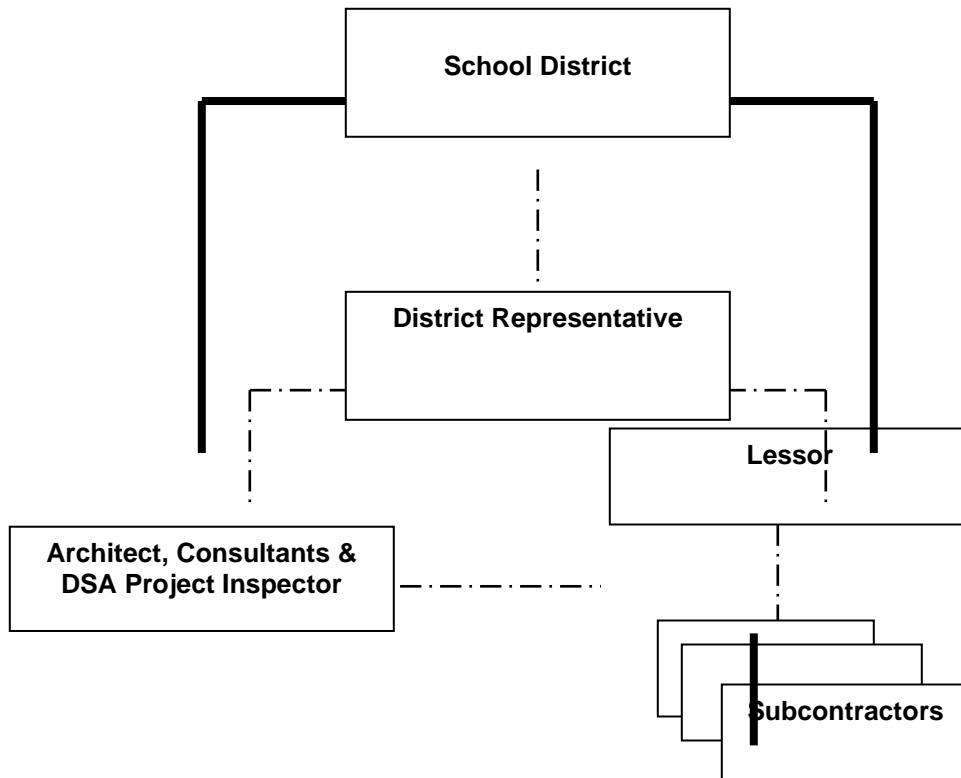 School District
District Representative
Lessor
Architect, Consultants &
DSA Project Inspector
Subcontractors